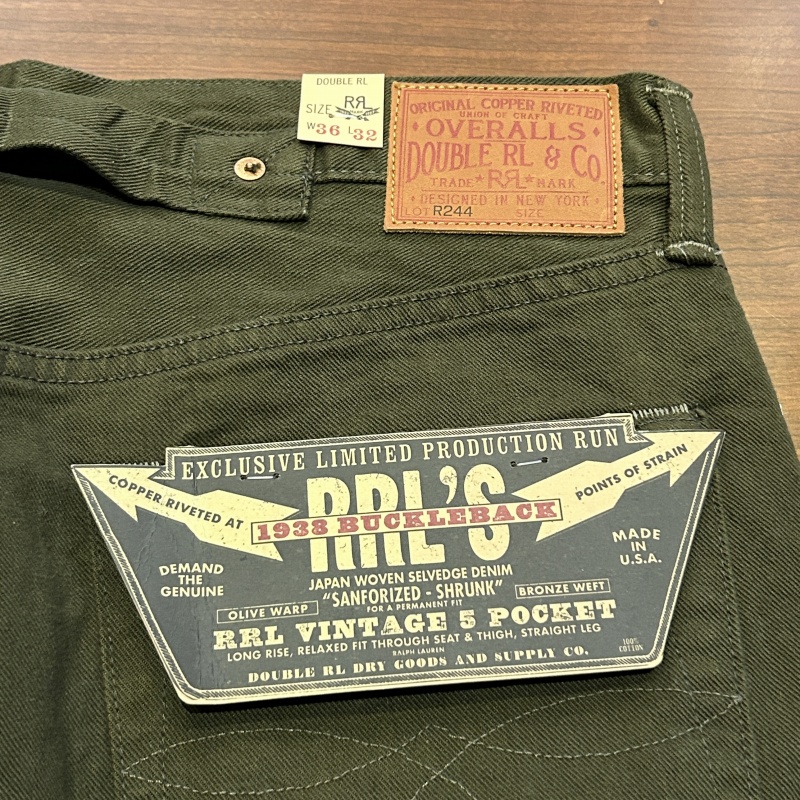 DOUBLE RL
SIZE RRL
W36 L32
ORIGINAL COPPER RIVETED
UNION OF CRAFT
OVERALLS
DOUBLE RL & CO.
TRADE ★ RRL ★ MARK
DESIGNED IN NEW YORK
LOT R244 SIZE
EXCLUSIVE LIMITED PRODUCTION RUN
COPPER RIVETED AT
POINTS OF STRAIN
RRL'S
1938 BUCKLEBACK
DEMAND
THE
GENUINE
MADE
IN
U.S.A.
JAPAN WOVEN SELVEDGE DENIM
"SANFORIZED - SHRUNK"
FOR A PERMANENT FIT
OLIVE WARP
BRONZE WEFT
RRL VINTAGE 5 POCKET
LONG RISE, RELAXED FIT THROUGH SEAT & THIGH, STRAIGHT LEG
RALPH LAUREN
100%
COTTON
DOUBLE RL DRY GOODS AND SUPPLY CO.